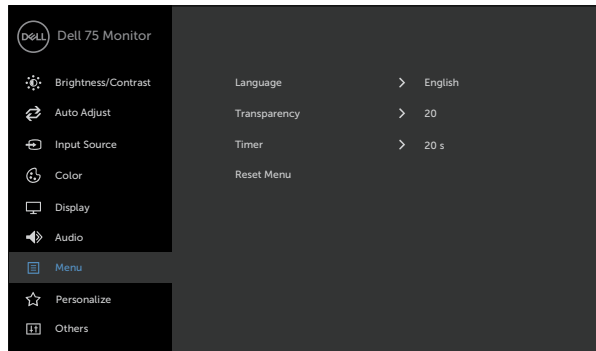 DELL Dell 75 Monitor
Brightness/Contrast
Auto Adjust
Input Source
Color
Display
Audio
Menu
Personalize
Others
Language > English
Transparency > 20
Timer > 20 s
Reset Menu